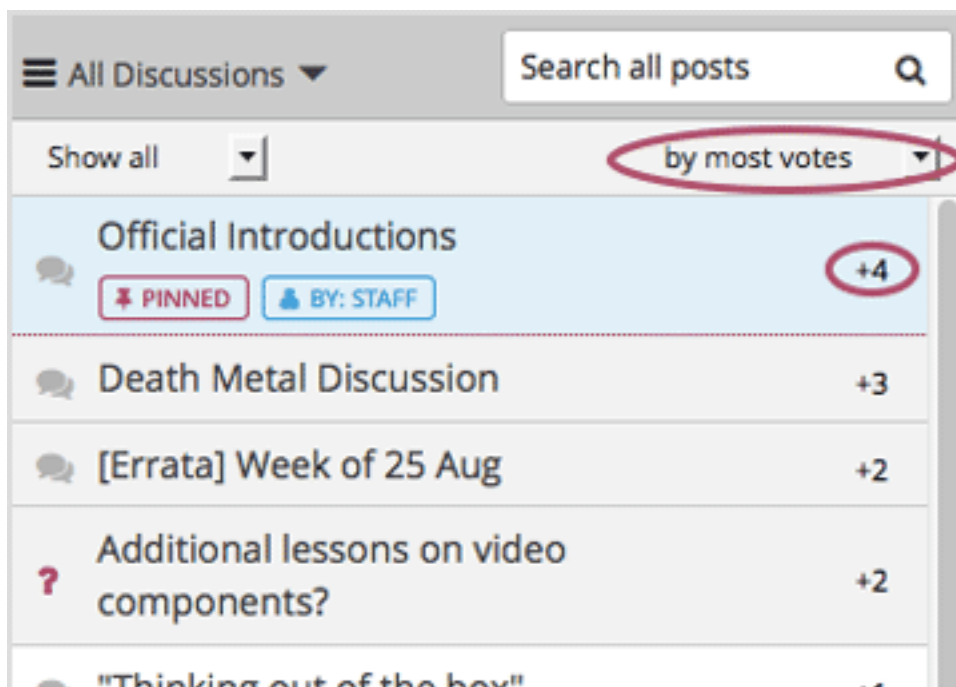 All Discussions
Search all posts
Show all
by most votes
Official Introductions
+4
PINNED
BY: STAFF
Death Metal Discussion
+3
[Errata] Week of 25 Aug
+2
Additional lessons on video
components?
+2
"Thinking out of the box"